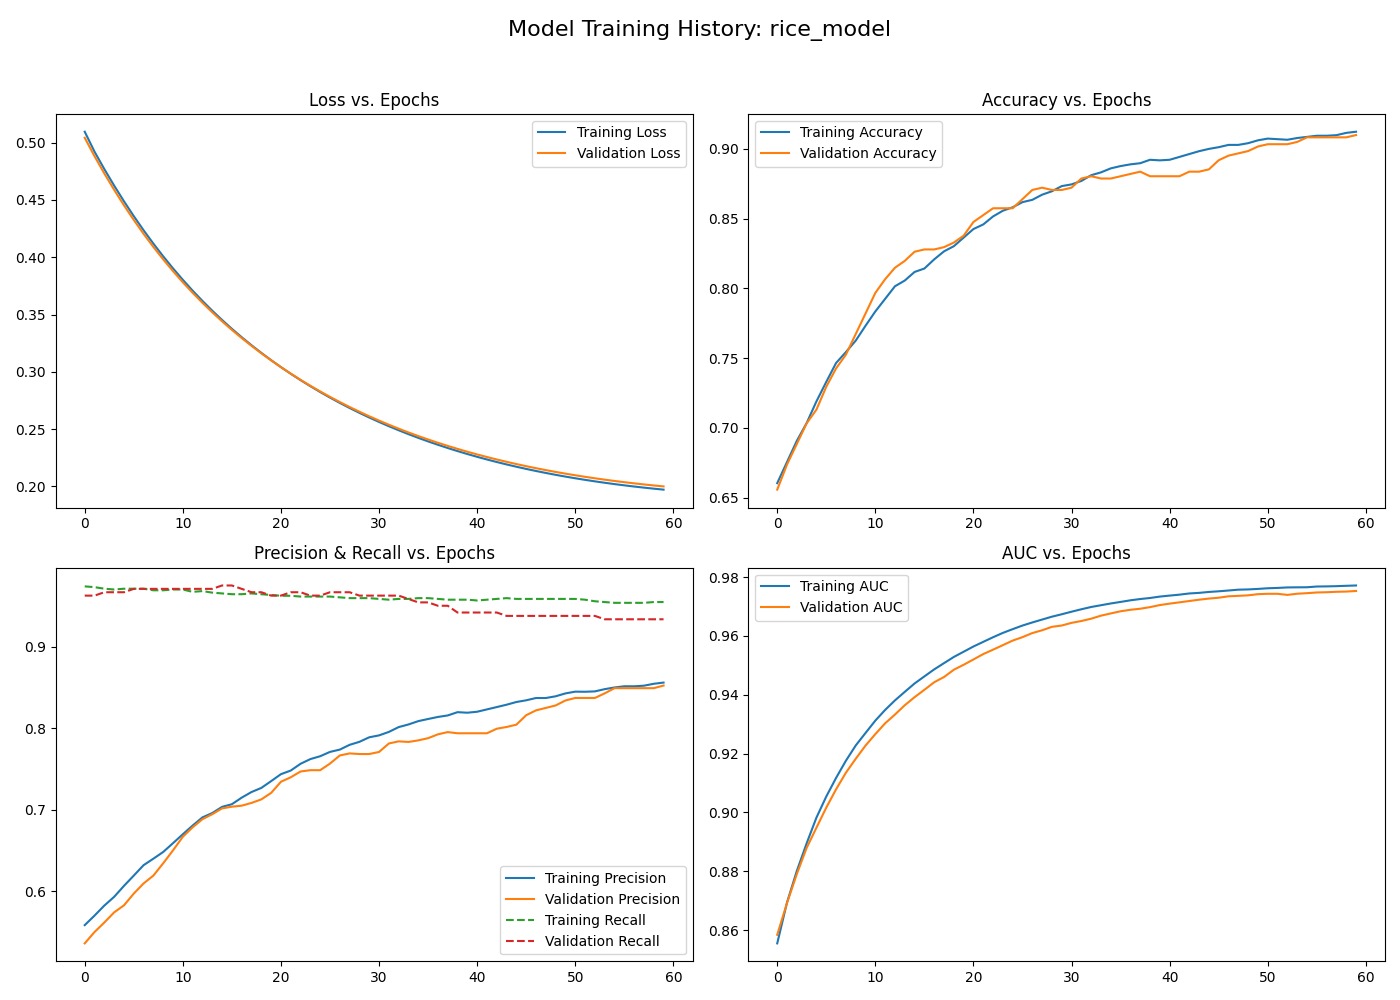 Model Training History: rice_model
Loss vs. Epochs
Training Loss
Validation Loss
0.50
0.45
0.40
0.35
0.30
0.25
0.20
0 10 20 30 40 50 60
Accuracy vs. Epochs
Training Accuracy
Validation Accuracy
0.90
0.85
0.80
0.75
0.70
0.65
0 10 20 30 40 50 60
Precision & Recall vs. Epochs
0.9
0.8
0.7
0.6
Training Precision
Validation Precision
Training Recall
Validation Recall
0 10 20 30 40 50 60
AUC vs. Epochs
Training AUC
Validation AUC
0.98
0.96
0.94
0.92
0.90
0.88
0.86
0 10 20 30 40 50 60